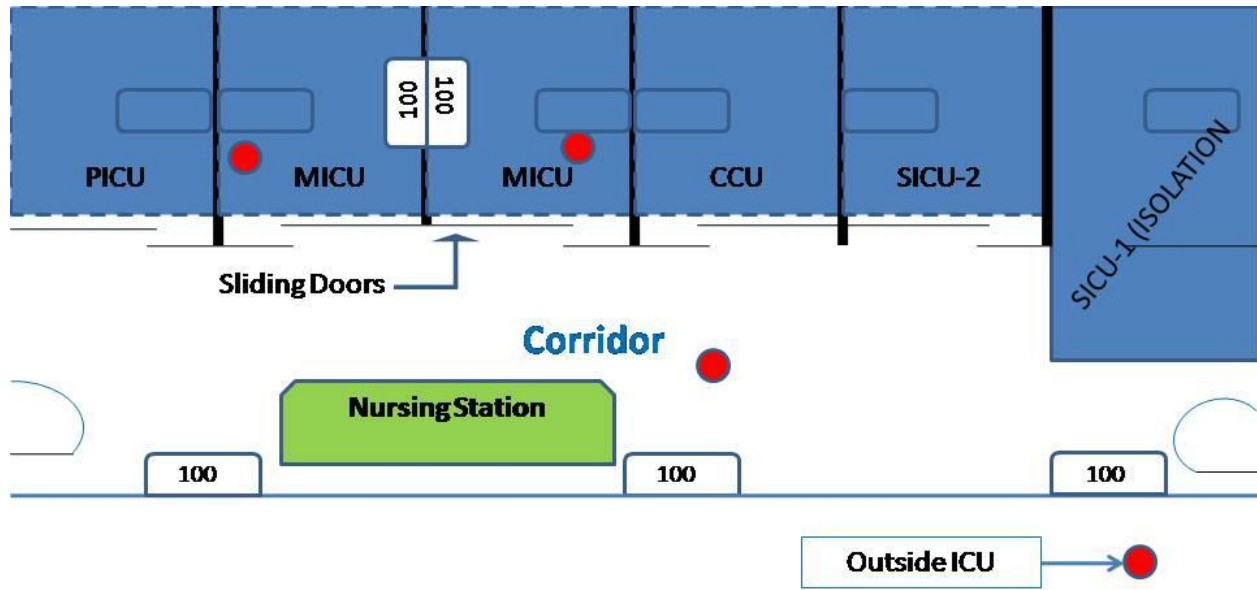 100
100
PICU
MICU
MICU
CCU
SICU-2
SICU-1 (ISOLATION
Sliding Doors
Corridor
Nursing Station
100
100
100
Outside ICU